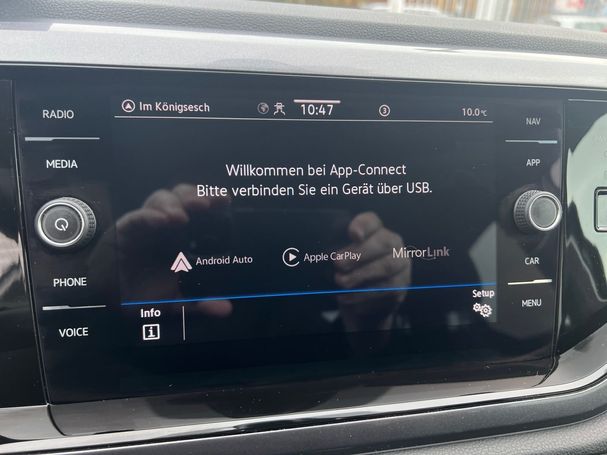 RADIO
MEDIA
PHONE
VOICE
Im Königsesch
10:47
3
10.0°C
Willkommen bei App-Connect
Bitte verbinden Sie ein Gerät über USB.
Android Auto
Apple CarPlay
MirrorLink
Info
Setup
NAV
APP
CAR
MENU